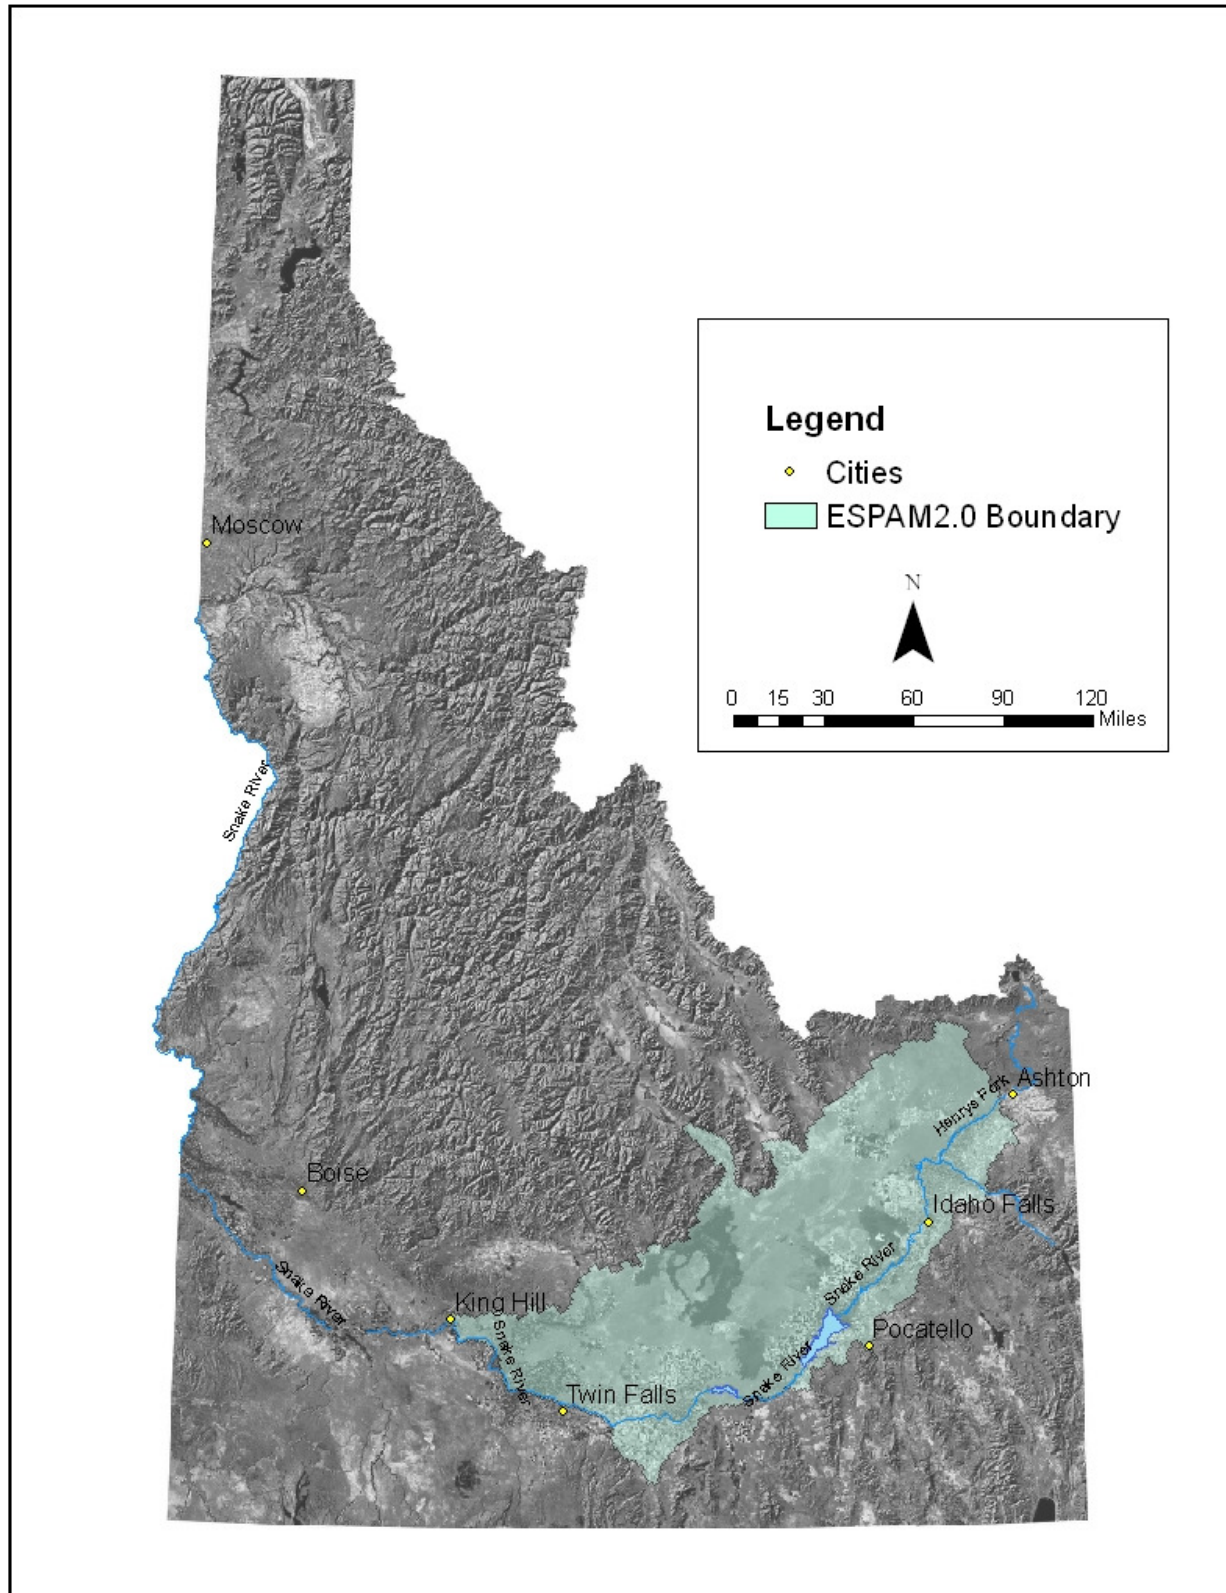 Legend
Cities
ESPAM2.0 Boundary
N
0 15 30 60 90 120
Miles
Moscow
Snake River
Ashton
Henrys Fork
Boise
Idaho Falls
Snake River
Snake River
King Hill
Snake River
Pocatello
Snake River
Twin Falls